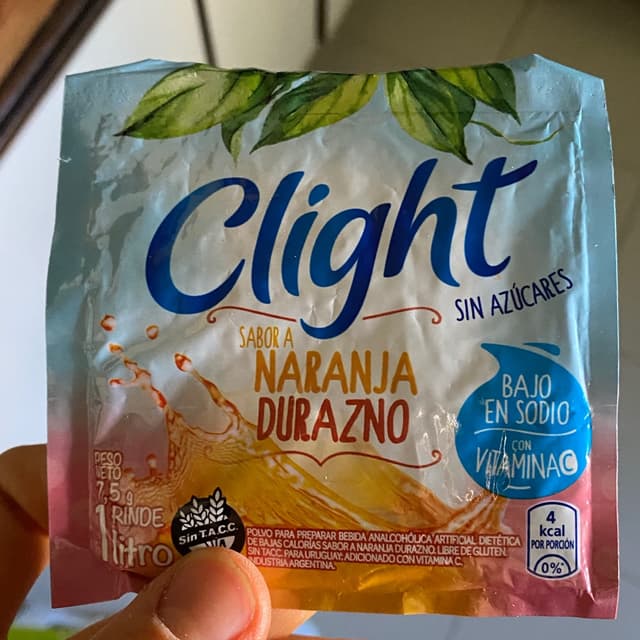 Clight
SIN AZÚCARES
SABOR A
NARANJA
DURAZNO
BAJO
EN SODIO
CON
VITAMINA C
PESO
NETO
7,5 g
RINDE
1 litro
Sin T.A.C.C.
POLVO PARA PREPARAR BEBIDA ANALCOHÓLICA ARTIFICIAL DIETÉTICA
DE BAJAS CALORÍAS SABOR A NARANJA DURAZNO. LIBRE DE GLUTEN.
SIN TACC. PARA URUGUAY: ADICIONADO CON VITAMINA C.
INDUSTRIA ARGENTINA.
4
kcal
POR PORCIÓN
0%*